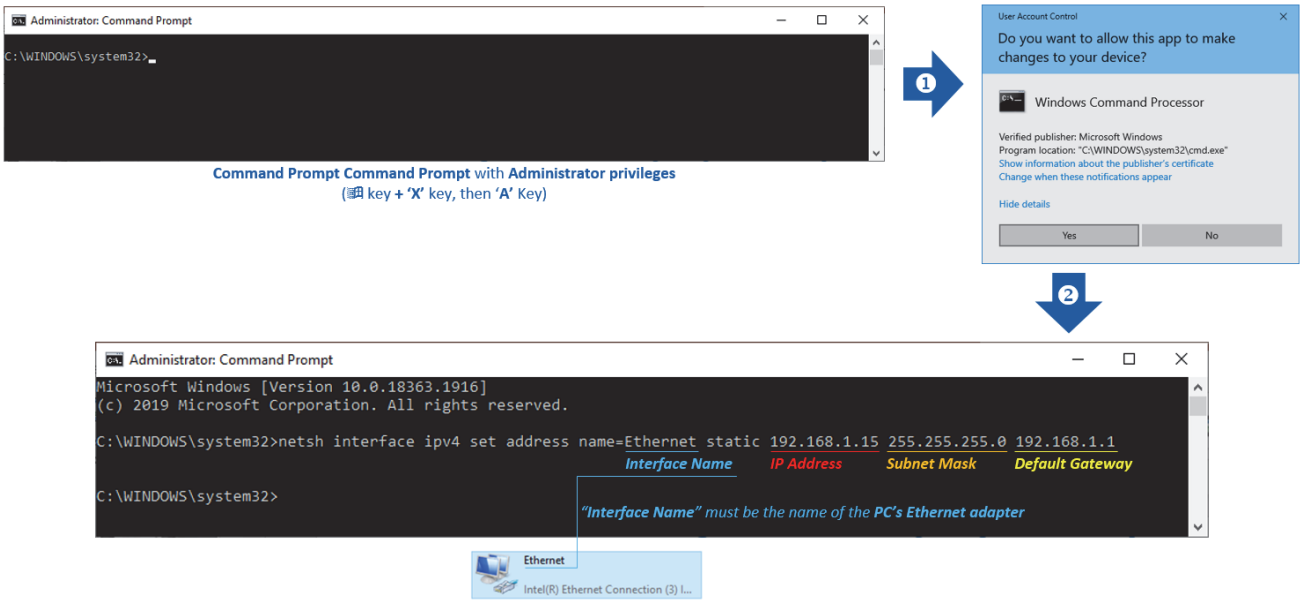 Administrator: Command Prompt
C:\WINDOWS\system32>
Command Prompt Command Prompt with Administrator privileges
( key + ‘X’ key, then ‘A’ Key)
1
User Account Control
Do you want to allow this app to make
changes to your device?
Windows Command Processor
Verified publisher: Microsoft Windows
Program location: "C:\WINDOWS\system32\cmd.exe"
Show information about the publisher's certificate
Change when these notifications appear
Hide details
Yes No
2
Administrator: Command Prompt
Microsoft Windows [Version 10.0.18363.1916]
(c) 2019 Microsoft Corporation. All rights reserved.
C:\WINDOWS\system32>netsh interface ipv4 set address name=Ethernet static 192.168.1.15 255.255.255.0 192.168.1.1
Interface Name IP Address Subnet Mask Default Gateway
C:\WINDOWS\system32>
“Interface Name” must be the name of the PC’s Ethernet adapter
Ethernet
Intel(R) Ethernet Connection (3) I...